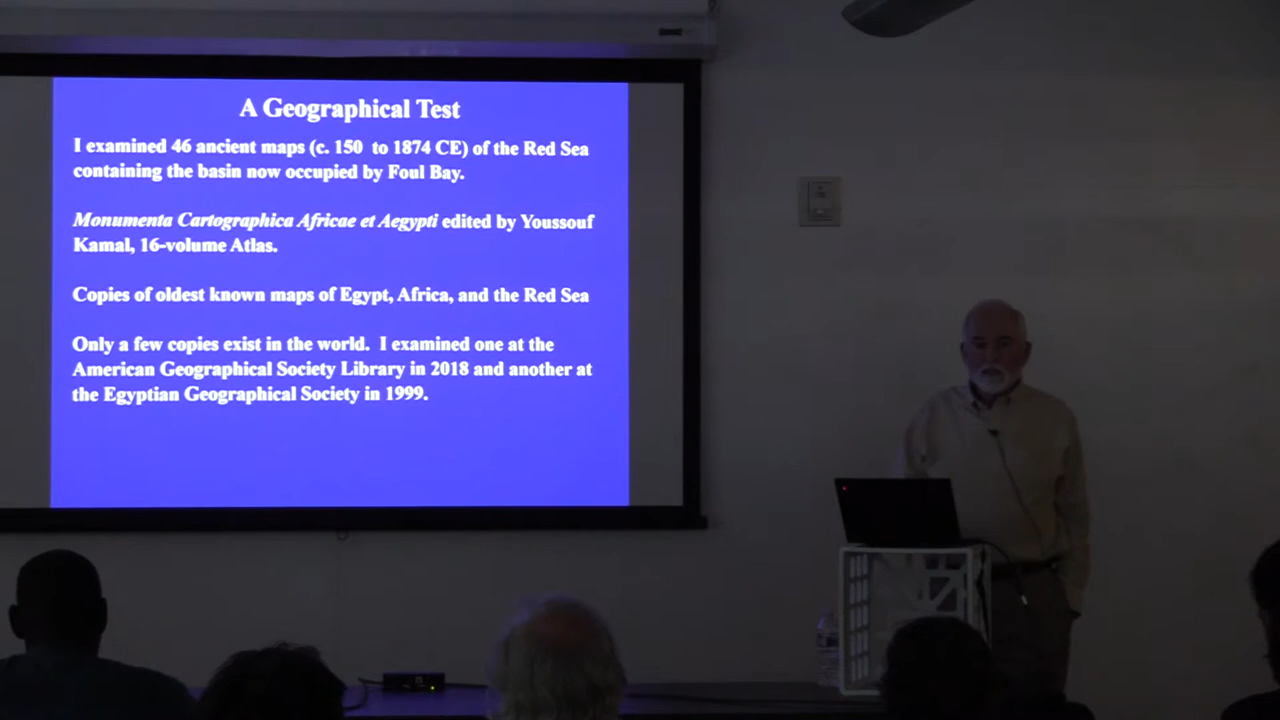 A Geographical Test
I examined 46 ancient maps (c. 150 to 1874 CE) of the Red Sea
containing the basin now occupied by Foul Bay.
Monumenta Cartographica Africae et Aegypti edited by Youssouf
Kamal, 16-volume Atlas.
Copies of oldest known maps of Egypt, Africa, and the Red Sea
Only a few copies exist in the world. I examined one at the
American Geographical Society Library in 2018 and another at
the Egyptian Geographical Society in 1999.